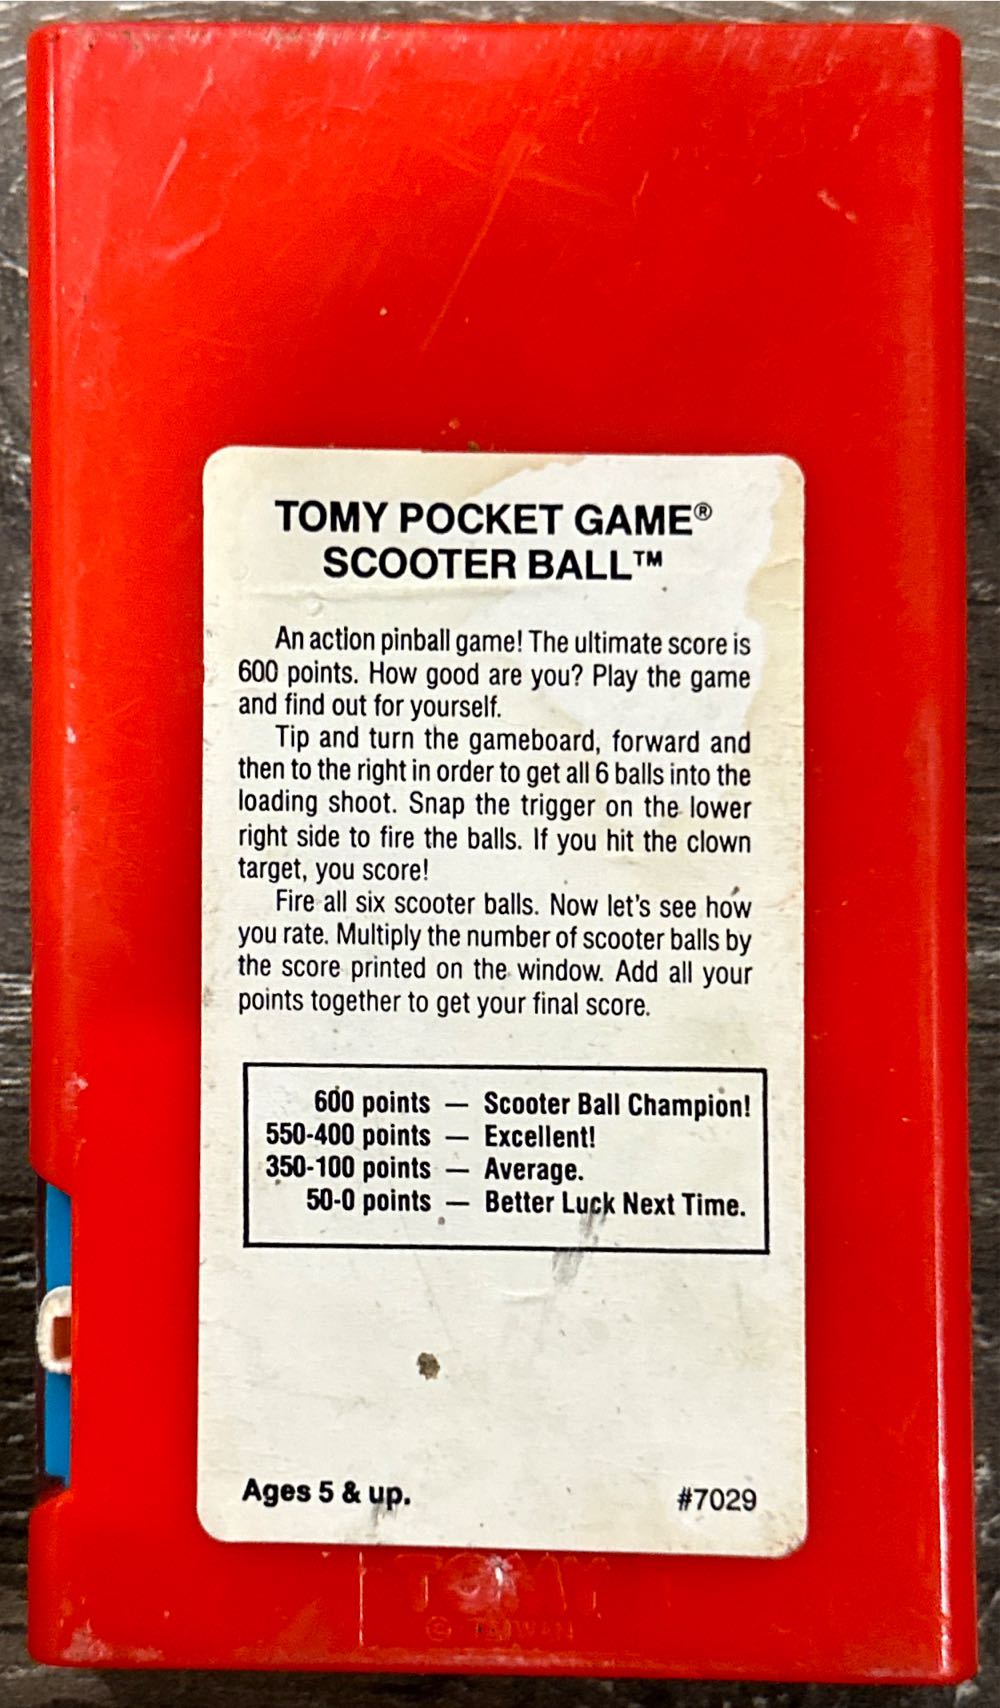 TOMY POCKET GAME®
SCOOTER BALL™
An action pinball game! The ultimate score is
600 points. How good are you? Play the game
and find out for yourself.
Tip and turn the gameboard, forward and
then to the right in order to get all 6 balls into the
loading shoot. Snap the trigger on the lower
right side to fire the balls. If you hit the clown
target, you score!
Fire all six scooter balls. Now let's see how
you rate. Multiply the number of scooter balls by
the score printed on the window. Add all your
points together to get your final score.
600 points — Scooter Ball Champion!
550-400 points — Excellent!
350-100 points — Average.
50-0 points — Better Luck Next Time.
Ages 5 & up. #7029
TOMY
© TAIWAN